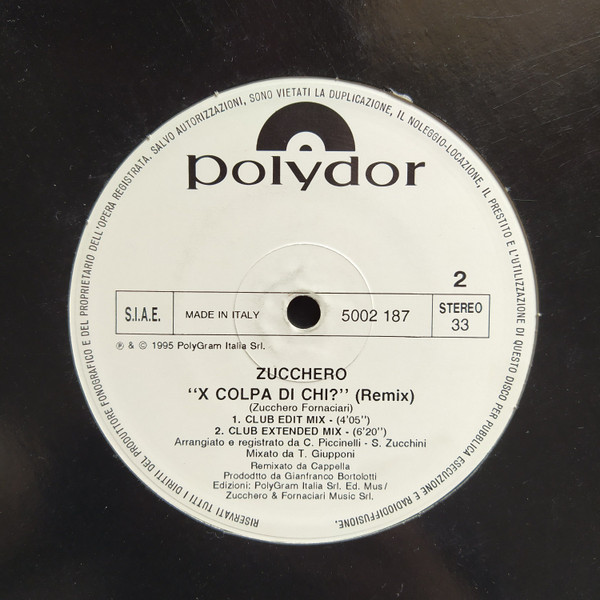 polydor
2
S.I.A.E.
MADE IN ITALY
5002 187
STEREO
33
℗ & © 1995 PolyGram Italia Srl.
ZUCCHERO
“X COLPA DI CHI?” (Remix)
(Zucchero Fornaciari)
1. CLUB EDIT MIX - (4'05”)
2. CLUB EXTENDED MIX - (6'20”)
Arrangiato e registrato da C. Piccinelli - S. Zucchini
Mixato da T. Giupponi
Remixato da Cappella
Prododtto da Gianfranco Bortolotti
Edizioni: PolyGram Italia Srl. Ed. Mus/
Zucchero & Fornaciari Music Srl.
RISERVATI TUTTI I DIRITTI DEL PRODUTTORE FONOGRAFICO E DEL PROPRIETARIO DELL'OPERA REGISTRATA. SALVO AUTORIZZAZIONI, SONO VIETATI LA DUPLICAZIONE, IL NOLEGGIO-LOCAZIONE, IL PRESTITO E L'UTILIZZAZIONE DI QUESTO DISCO PER PUBBLICA ESECUZIONE E RADIODIFFUSIONE.